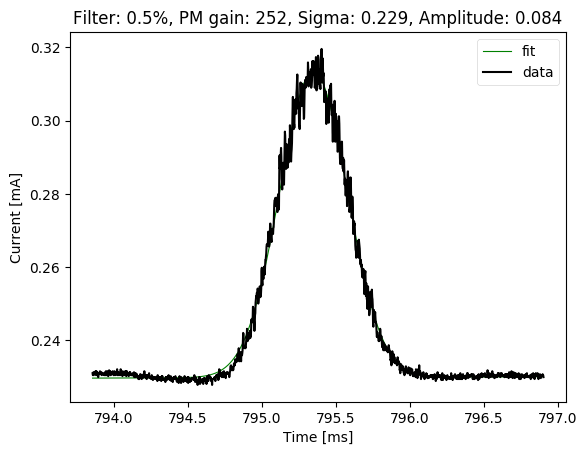 Filter: 0.5%, PM gain: 252, Sigma: 0.229, Amplitude: 0.084
fit
data
0.32
0.30
0.28
0.26
0.24
Current [mA]
794.0 794.5 795.0 795.5 796.0 796.5 797.0
Time [ms]